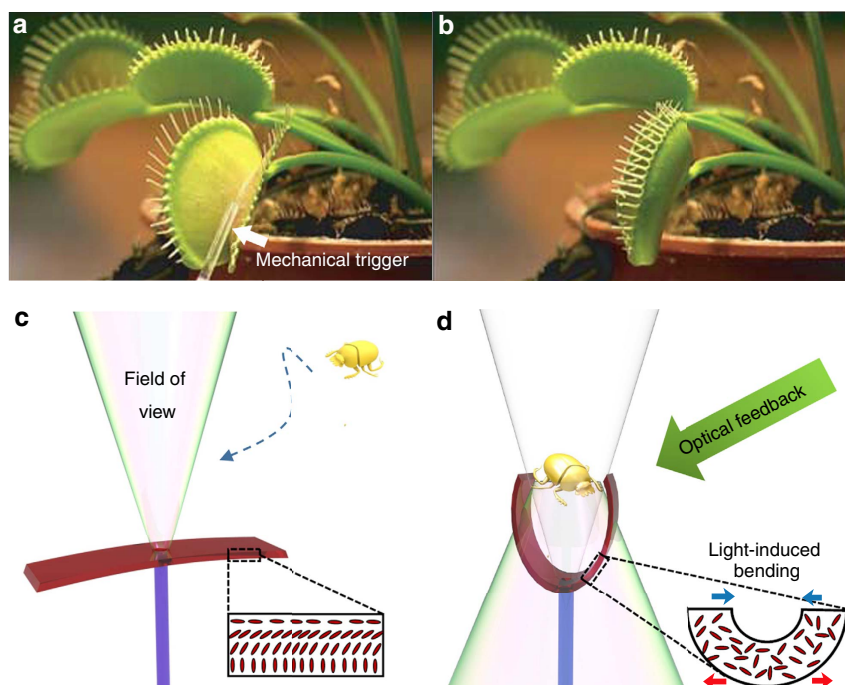 a
b
Mechanical trigger
c
d
Field of
view
Optical feedback
Light-induced
bending